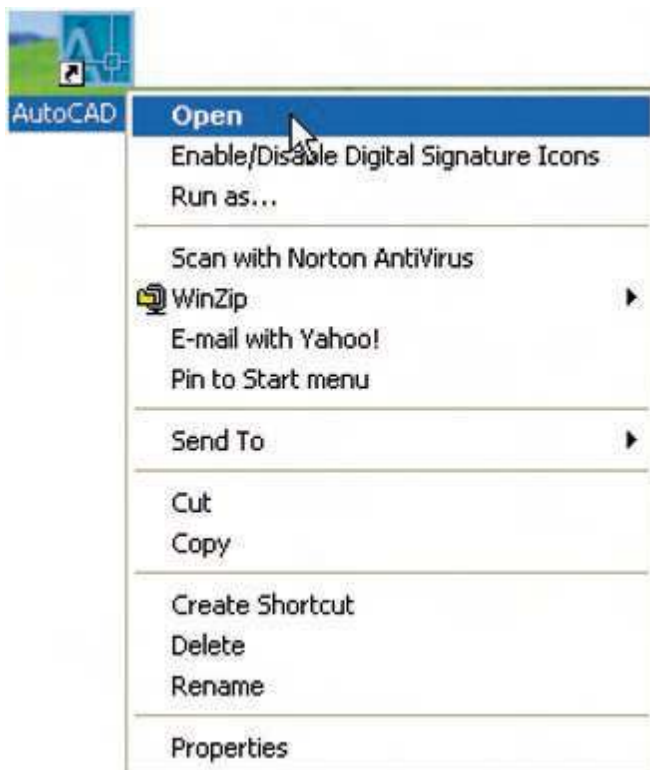 AutoCAD
Open
Enable/Disable Digital Signature Icons
Run as...
Scan with Norton AntiVirus
WinZip
E-mail with Yahoo!
Pin to Start menu
Send To
Cut
Copy
Create Shortcut
Delete
Rename
Properties